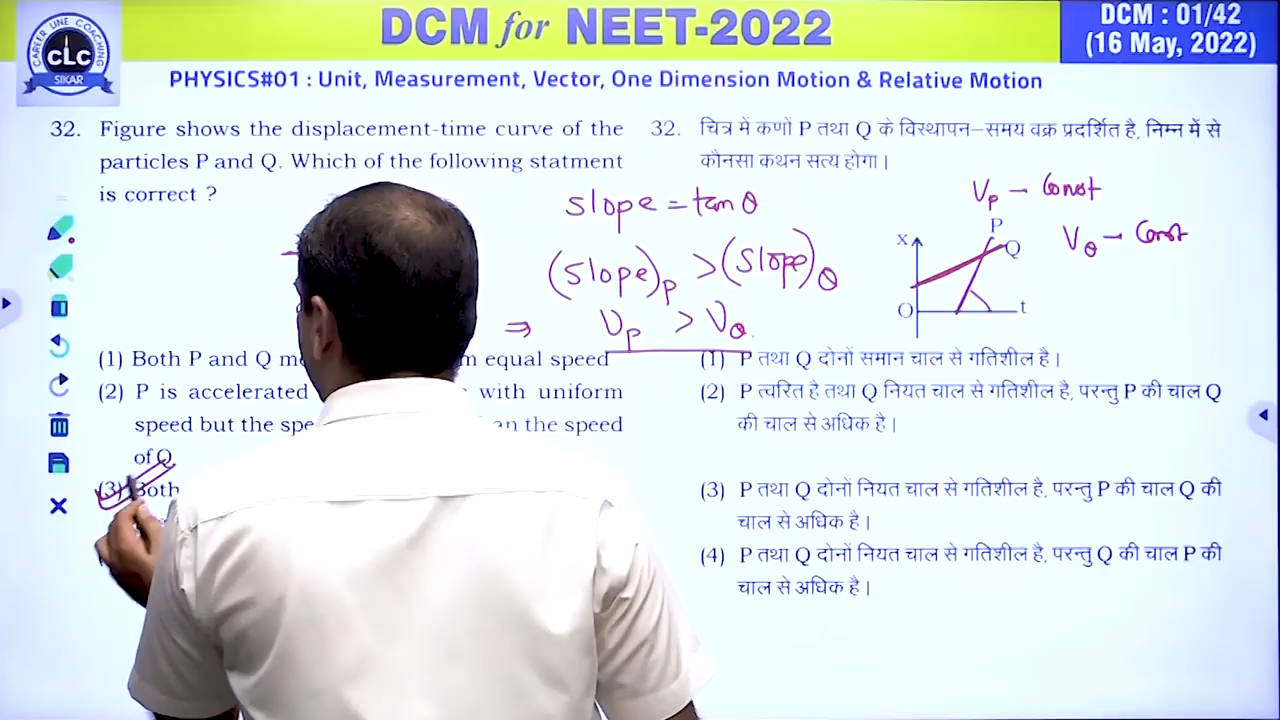 CAREER LINE COACHING
CLC
SIKAR
DCM for NEET-2022
DCM : 01/42
(16 May, 2022)
PHYSICS#01 : Unit, Measurement, Vector, One Dimension Motion & Relative Motion
32. Figure shows the displacement-time curve of the
particles P and Q. Which of the following statment
is correct ?
(1) Both P and Q equal speed
(2) P is accelerated with uniform
speed but the the speed
of Q
(3) Both
slope = tan θ
(slope)P > (slope)Q
⇒ VP > VQ
32. चित्र में कणों P तथा Q के विस्थापन–समय वक्र प्रदर्शित है, निम्न में से
कौनसा कथन सत्य होगा।
VP – Const
VQ – Const
x
P
Q
O
t
(1) P तथा Q दोनों समान चाल से गतिशील है।
(2) P त्वरित है तथा Q नियत चाल से गतिशील है, परन्तु P की चाल Q
की चाल से अधिक है।
(3) P तथा Q दोनों नियत चाल से गतिशील है, परन्तु P की चाल Q की
चाल से अधिक है।
(4) P तथा Q दोनों नियत चाल से गतिशील है, परन्तु Q की चाल P की
चाल से अधिक है।